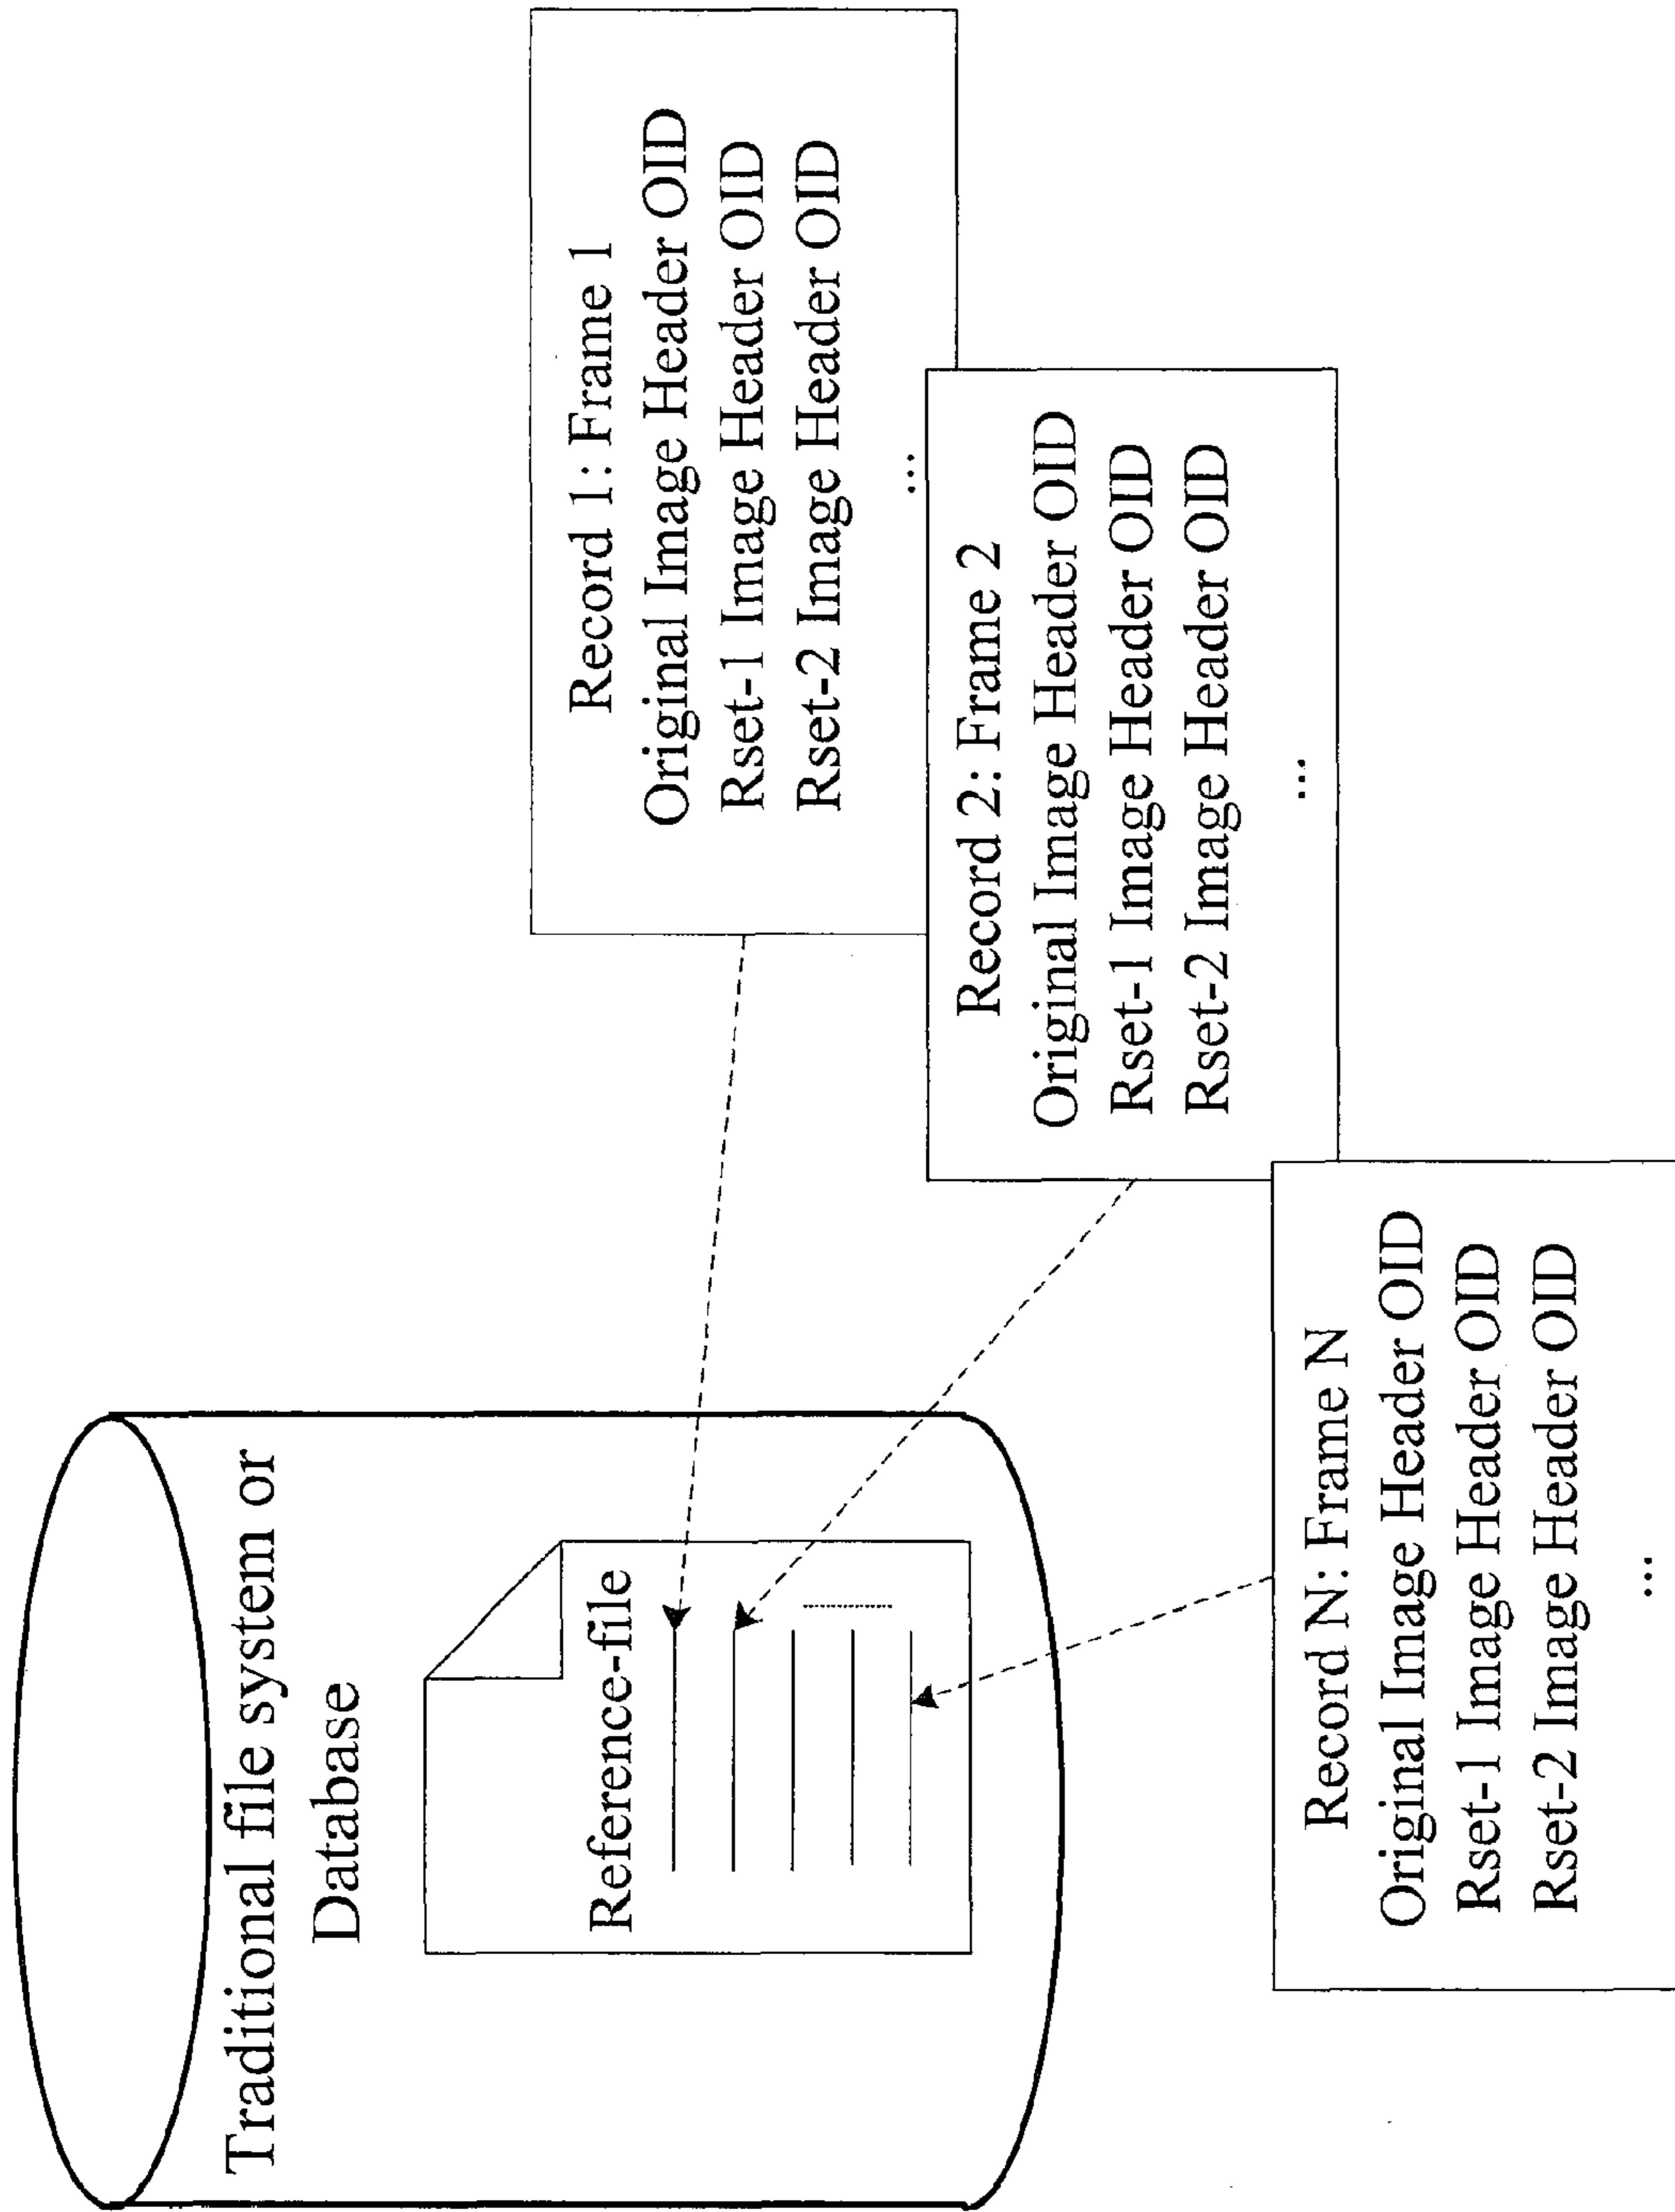 Traditional file system or
Database
Reference-file
Record 1: Frame 1
Original Image Header OID
Rset-1 Image Header OID
Rset-2 Image Header OID
...
Record 2: Frame 2
Original Image Header OID
Rset-1 Image Header OID
Rset-2 Image Header OID
...
Record N: Frame N
Original Image Header OID
Rset-1 Image Header OID
Rset-2 Image Header OID
...